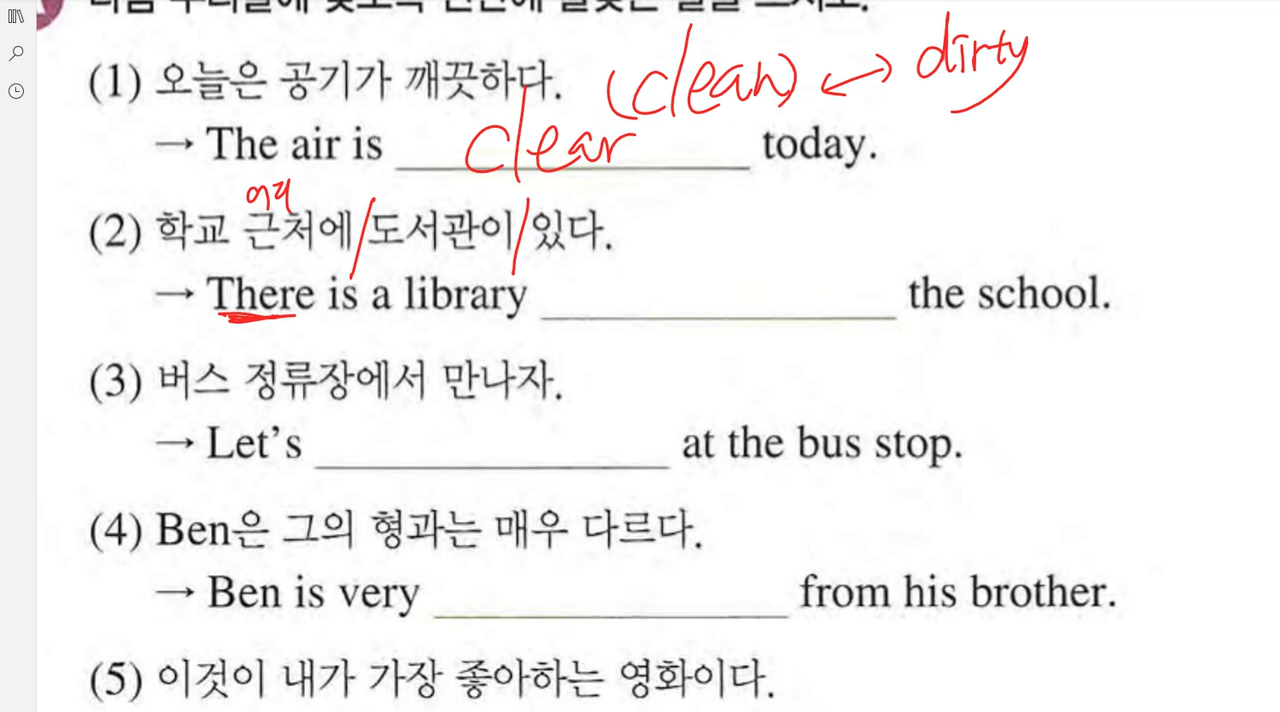 (1) 오늘은 공기가 깨끗하다. (clean) ↔ dirty
→ The air is clear today.
(2) 학교 근처에/도서관이/있다.
→ There is a library ____________ the school.
(3) 버스 정류장에서 만나자.
→ Let's ____________ at the bus stop.
(4) Ben은 그의 형과는 매우 다르다.
→ Ben is very ____________ from his brother.
(5) 이것이 내가 가장 좋아하는 영화이다.